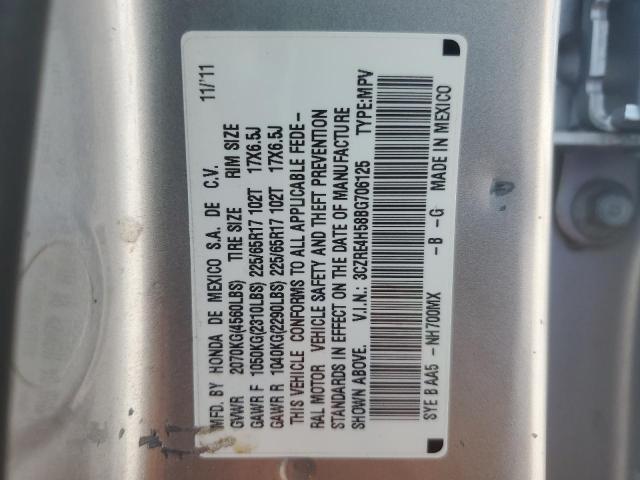 MFD. BY HONDA DE MEXICO S.A. DE C.V. 11/'11
GVWR 2070KG(4560LBS) TIRE SIZE RIM SIZE
GAWR F 1050KG(2310LBS) 225/65R17 102T 17X6.5J
GAWR R 1040KG(2290LBS) 225/65R17 102T 17X6.5J
THIS VEHICLE CONFORMS TO ALL APPLICABLE FEDE-
RAL MOTOR VEHICLE SAFETY AND THEFT PREVENTION
STANDARDS IN EFFECT ON THE DATE OF MANUFACTURE
SHOWN ABOVE. V.I.N.: 3CZRE4H58BG706125 TYPE:MPV
SYE B AA5 -NH700MX -B -G MADE IN MEXICO